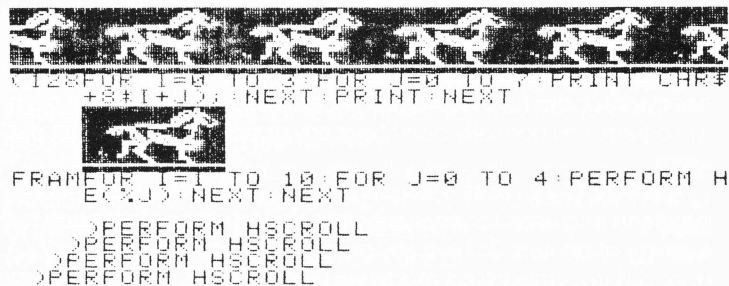 (128FOR I=0 TO 3:FOR J=0 TO 7:PRINT CHR$
+8*I+J);:NEXT:PRINT:NEXT
FRAMFOR I=1 TO 10:FOR J=0 TO 4:PERFORM H
E(%J):NEXT:NEXT
)PERFORM HSCROLL
)PERFORM HSCROLL
)PERFORM HSCROLL
)PERFORM HSCROLL